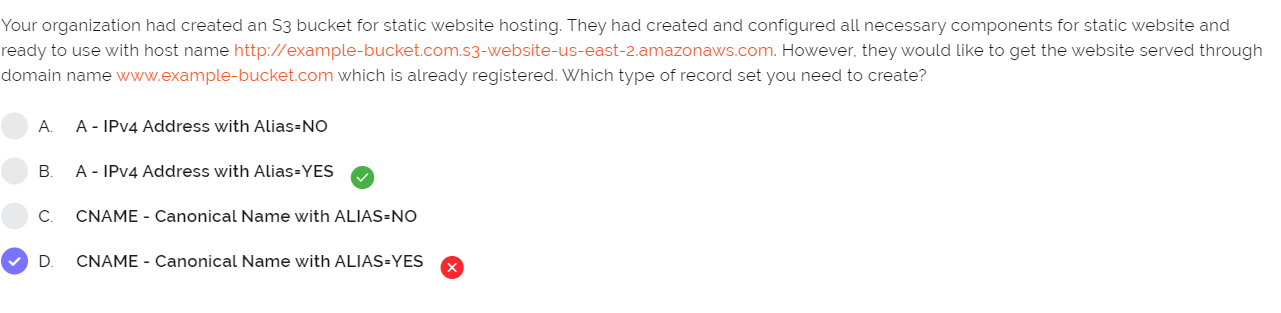 Your organization had created an S3 bucket for static website hosting. They had created and configured all necessary components for static website and
ready to use with host name http://example-bucket.com.s3-website-us-east-2.amazonaws.com. However, they would like to get the website served through
domain name www.example-bucket.com which is already registered. Which type of record set you need to create?
A. A - IPv4 Address with Alias=NO
B. A - IPv4 Address with Alias=YES
C. CNAME - Canonical Name with ALIAS=NO
D. CNAME - Canonical Name with ALIAS=YES